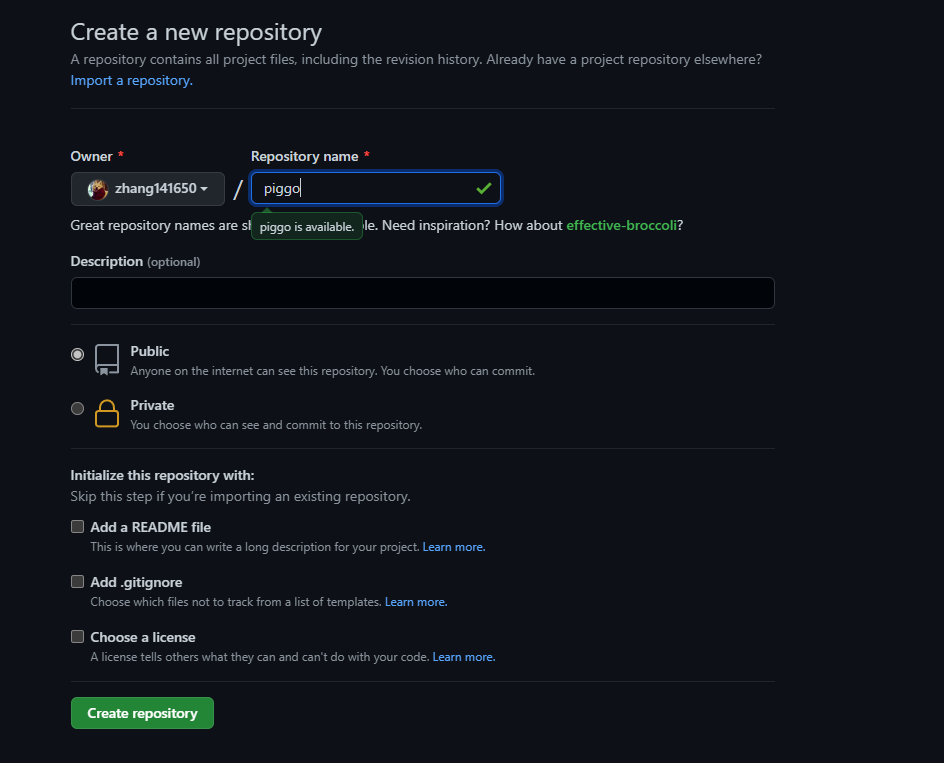 Create a new repository
A repository contains all project files, including the revision history. Already have a project repository elsewhere?
Import a repository.
Owner * Repository name *
zhang141650 / piggo
Great repository names are le. Need inspiration? How about effective-broccoli?
piggo is available.
Description (optional)
Public
Anyone on the internet can see this repository. You choose who can commit.
Private
You choose who can see and commit to this repository.
Initialize this repository with:
Skip this step if you’re importing an existing repository.
Add a README file
This is where you can write a long description for your project. Learn more.
Add .gitignore
Choose which files not to track from a list of templates. Learn more.
Choose a license
A license tells others what they can and can't do with your code. Learn more.
Create repository